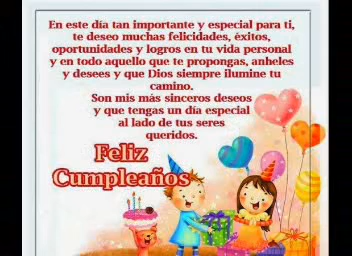 En este día tan importante y especial para ti,
te deseo muchas felicidades, éxitos,
oportunidades y logros en tu vida personal
y en todo aquello que te propongas, anheles
y desees y que Dios siempre ilumine tu
camino.
Son mis más sinceros deseos
y que tengas un día especial
al lado de tus seres
queridos.
Feliz
Cumpleaños